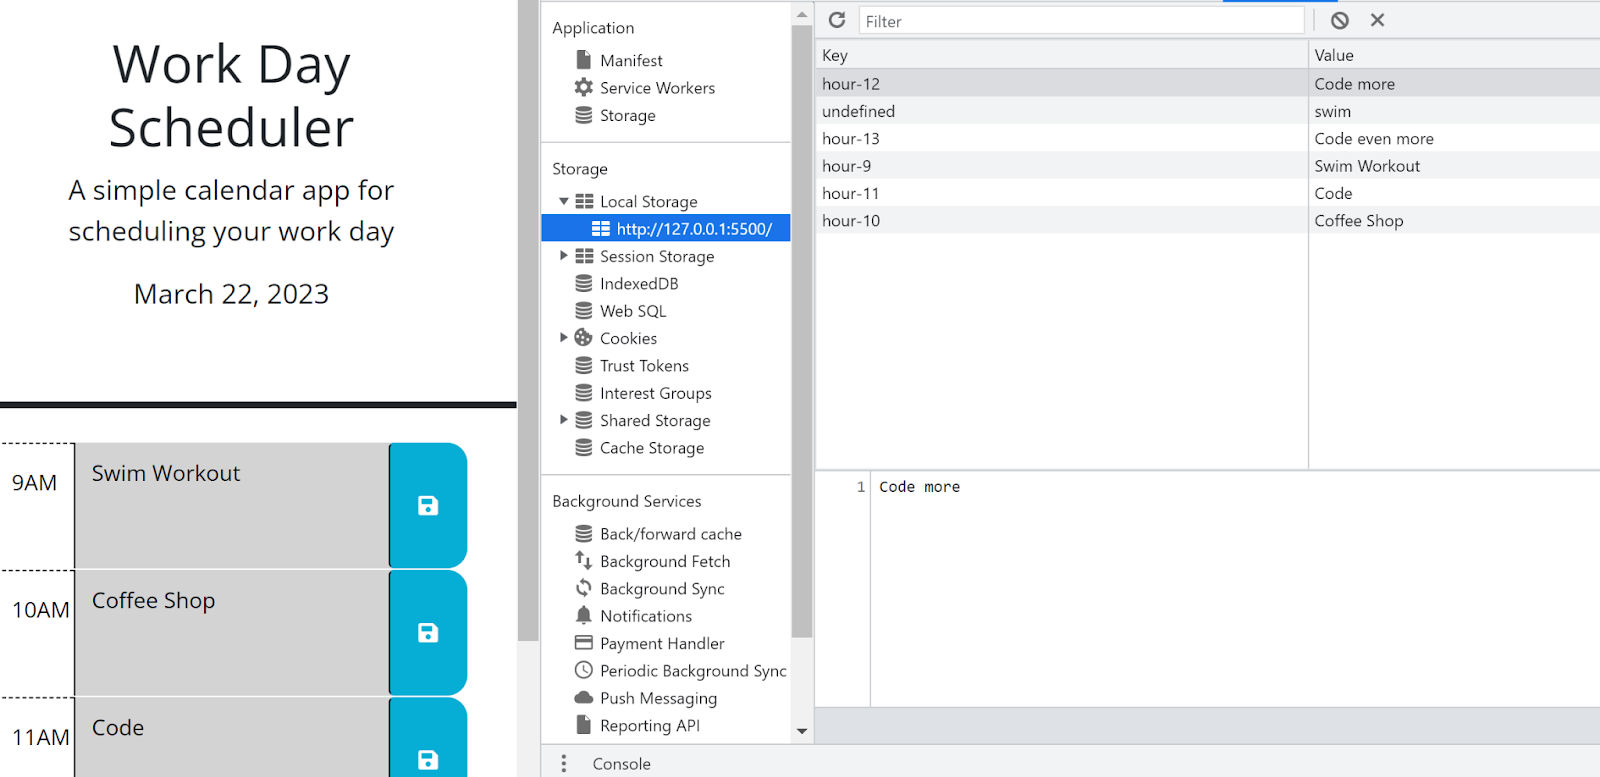 Work Day
Scheduler
A simple calendar app for
scheduling your work day
March 22, 2023
9AM
Swim Workout
10AM
Coffee Shop
11AM
Code
Application
Manifest
Service Workers
Storage
Storage
Local Storage
http://127.0.0.1:5500/
Session Storage
IndexedDB
Web SQL
Cookies
Trust Tokens
Interest Groups
Shared Storage
Cache Storage
Background Services
Back/forward cache
Background Fetch
Background Sync
Notifications
Payment Handler
Periodic Background Sync
Push Messaging
Reporting API
Filter
Key Value
hour-12 Code more
undefined swim
hour-13 Code even more
hour-9 Swim Workout
hour-11 Code
hour-10 Coffee Shop
1 Code more
Console